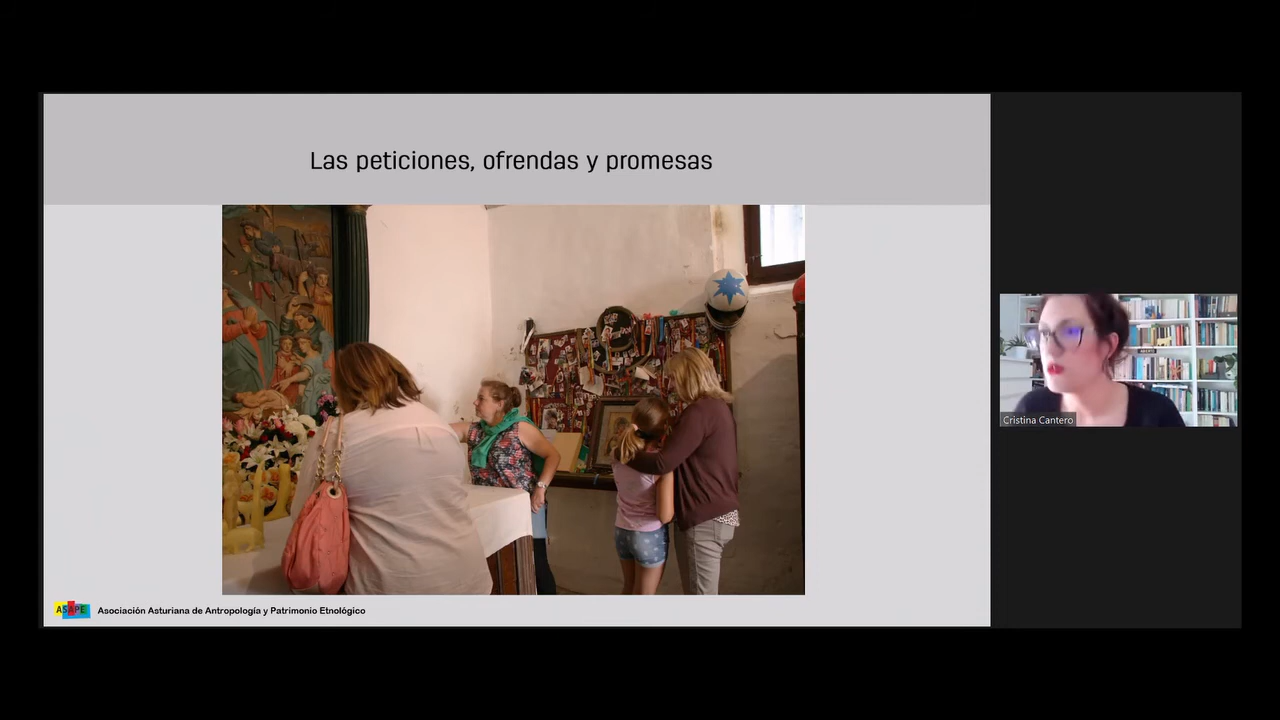 Las peticiones, ofrendas y promesas
Cristina Cantero
ASAPE
Asociación Asturiana de Antropología y Patrimonio Etnológico